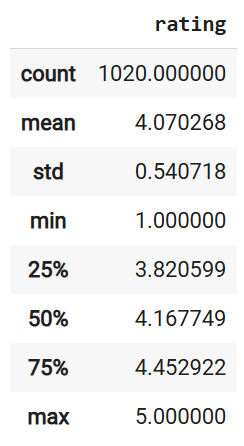 rating
count 1020.000000
mean 4.070268
std 0.540718
min 1.000000
25% 3.820599
50% 4.167749
75% 4.452922
max 5.000000